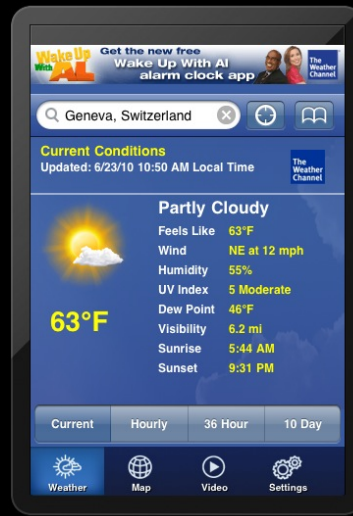 Wake Up
With AL
Get the new free
Wake Up With Al
alarm clock app
The
Weather
Channel
Geneva, Switzerland
Current Conditions
Updated: 6/23/10 10:50 AM Local Time
The
Weather
Channel
Partly Cloudy
Feels Like 63°F
Wind NE at 12 mph
Humidity 55%
UV Index 5 Moderate
Dew Point 46°F
Visibility 6.2 mi
Sunrise 5:44 AM
Sunset 9:31 PM
63°F
Current Hourly 36 Hour 10 Day
Weather Map Video Settings